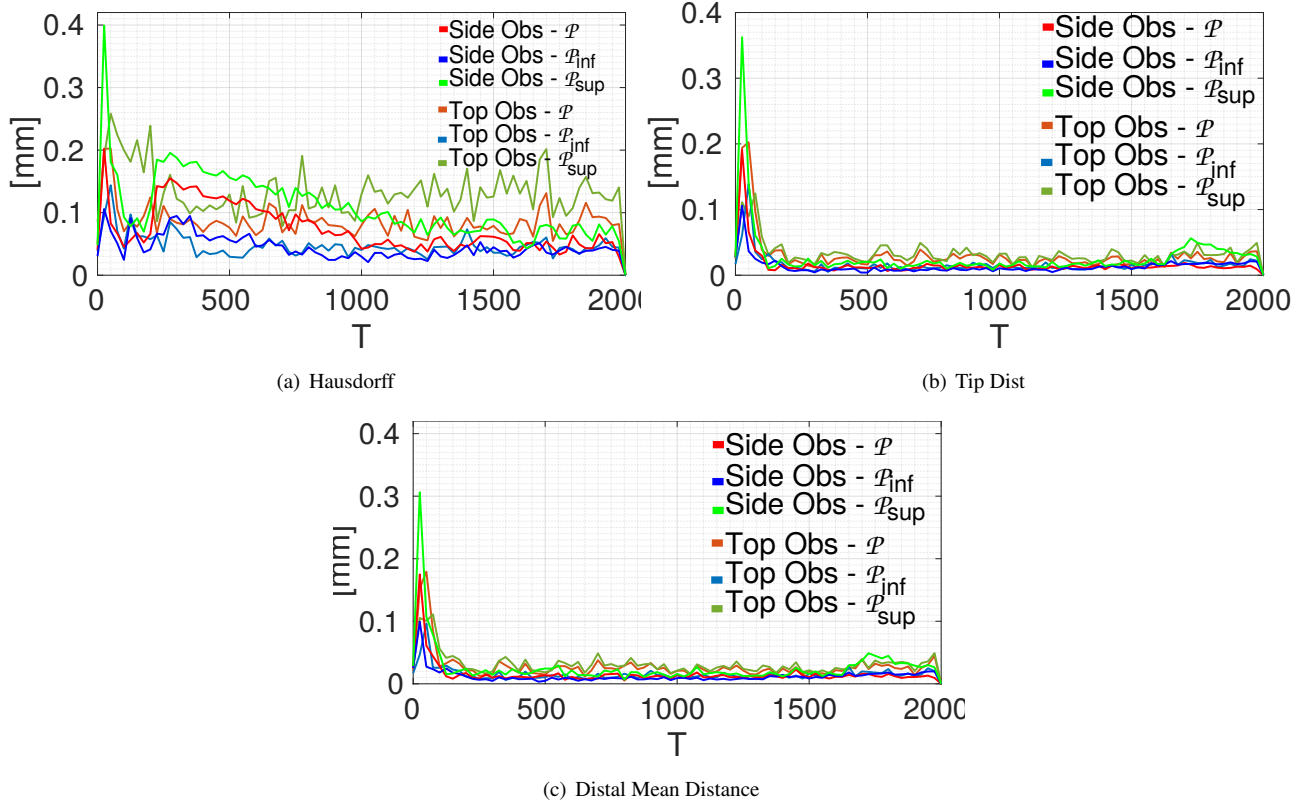 0.4
0.3
0.2
0.1
0
[mm]
0 500 1000 1500 2000
T
Side Obs - 𝒫
Side Obs - 𝒫inf
Side Obs - 𝒫sup
Top Obs - 𝒫
Top Obs - 𝒫inf
Top Obs - 𝒫sup
(a) Hausdorff
0.4
0.3
0.2
0.1
0
[mm]
0 500 1000 1500 2000
T
Side Obs - 𝒫
Side Obs - 𝒫inf
Side Obs - 𝒫sup
Top Obs - 𝒫
Top Obs - 𝒫inf
Top Obs - 𝒫sup
(b) Tip Dist
0.4
0.3
0.2
0.1
0
[mm]
0 500 1000 1500 2000
T
Side Obs - 𝒫
Side Obs - 𝒫inf
Side Obs - 𝒫sup
Top Obs - 𝒫
Top Obs - 𝒫inf
Top Obs - 𝒫sup
(c) Distal Mean Distance